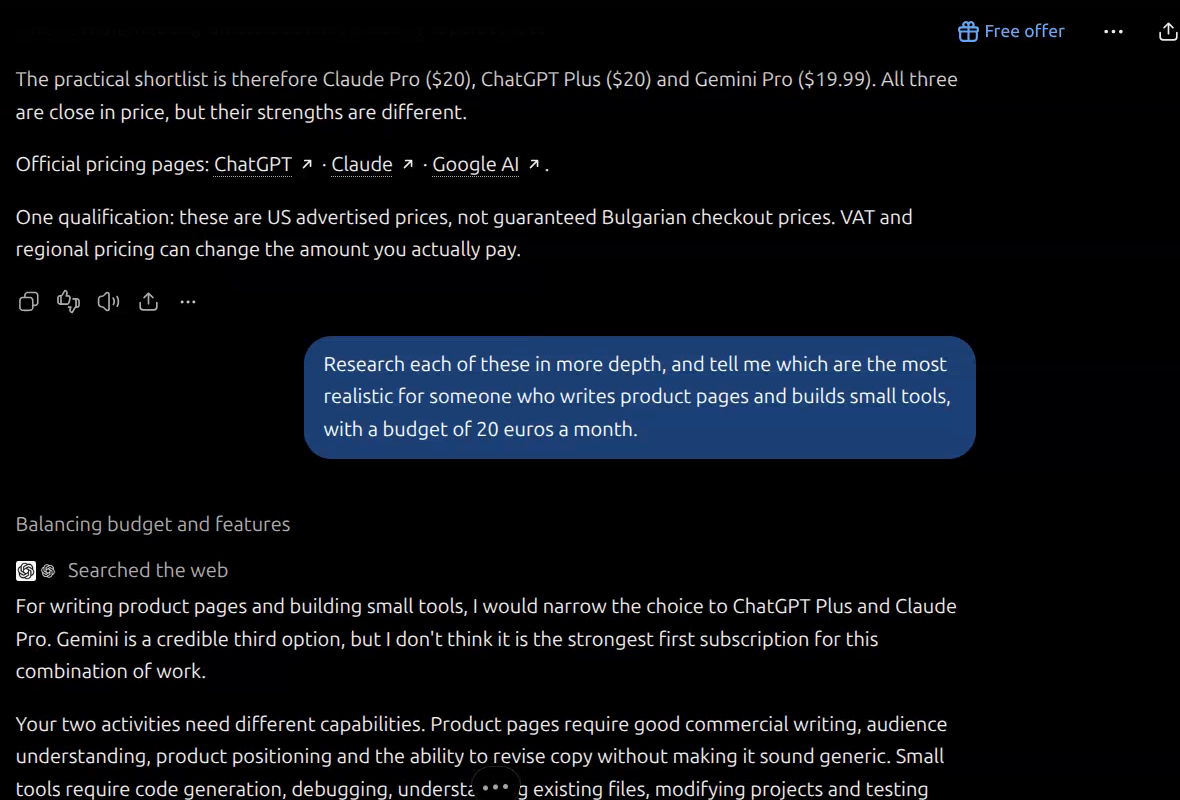 Free offer
The practical shortlist is therefore Claude Pro ($20), ChatGPT Plus ($20) and Gemini Pro ($19.99). All three
are close in price, but their strengths are different.
Official pricing pages: ChatGPT ↗ · Claude ↗ · Google AI ↗ .
One qualification: these are US advertised prices, not guaranteed Bulgarian checkout prices. VAT and
regional pricing can change the amount you actually pay.
Research each of these in more depth, and tell me which are the most
realistic for someone who writes product pages and builds small tools,
with a budget of 20 euros a month.
Balancing budget and features
Searched the web
For writing product pages and building small tools, I would narrow the choice to ChatGPT Plus and Claude
Pro. Gemini is a credible third option, but I don't think it is the strongest first subscription for this
combination of work.
Your two activities need different capabilities. Product pages require good commercial writing, audience
understanding, product positioning and the ability to revise copy without making it sound generic. Small
tools require code generation, debugging, existing files, modifying projects and testing